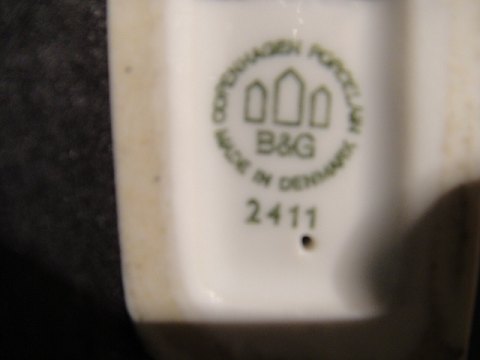 COPENHAGEN PORCELAIN
B&G
MADE IN DENMARK
2411